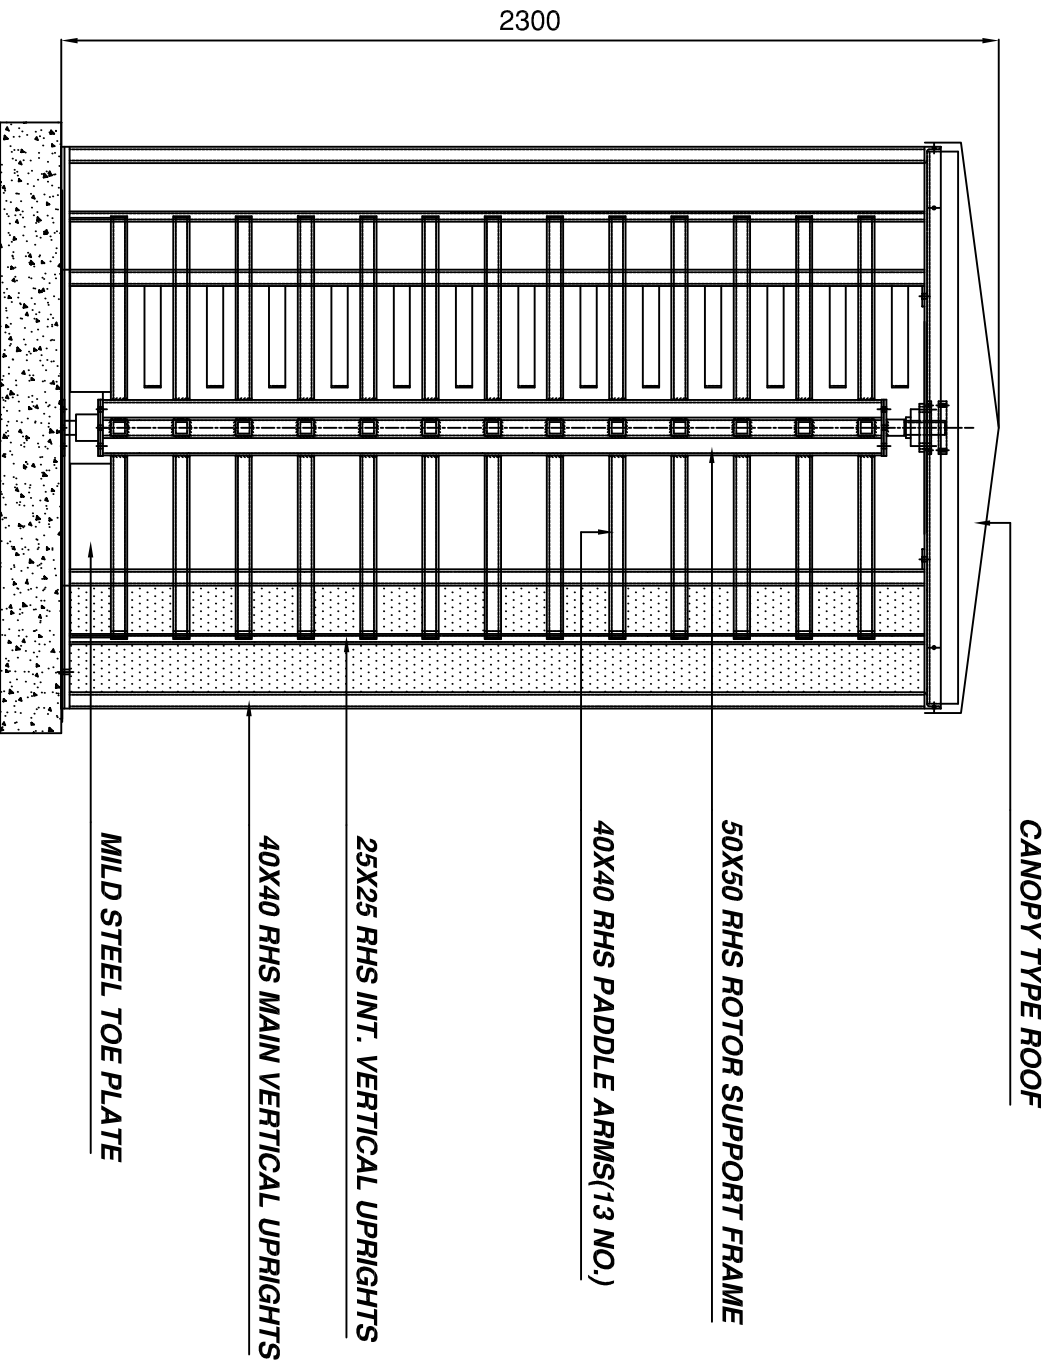 2300
CANOPY TYPE ROOF
50X50 RHS ROTOR SUPPORT FRAME
40X40 RHS PADDLE ARMS(13 NO.)
25X25 RHS INT. VERTICAL UPRIGHTS
40X40 RHS MAIN VERTICAL UPRIGHTS
MILD STEEL TOE PLATE